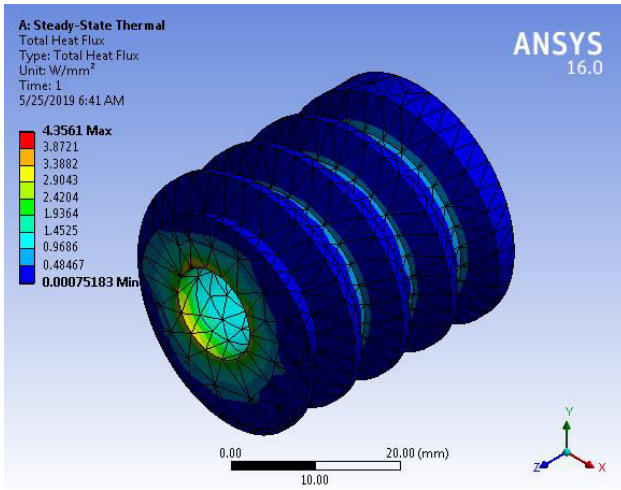 A: Steady-State Thermal
Total Heat Flux
Type: Total Heat Flux
Unit: W/mm²
Time: 1
5/25/2019 6:41 AM
ANSYS
16.0
4.3561 Max
3.8721
3.3882
2.9043
2.4204
1.9364
1.4525
0.9686
0.48467
0.00075183 Min
0.00
20.00 (mm)
10.00
Y
Z
X